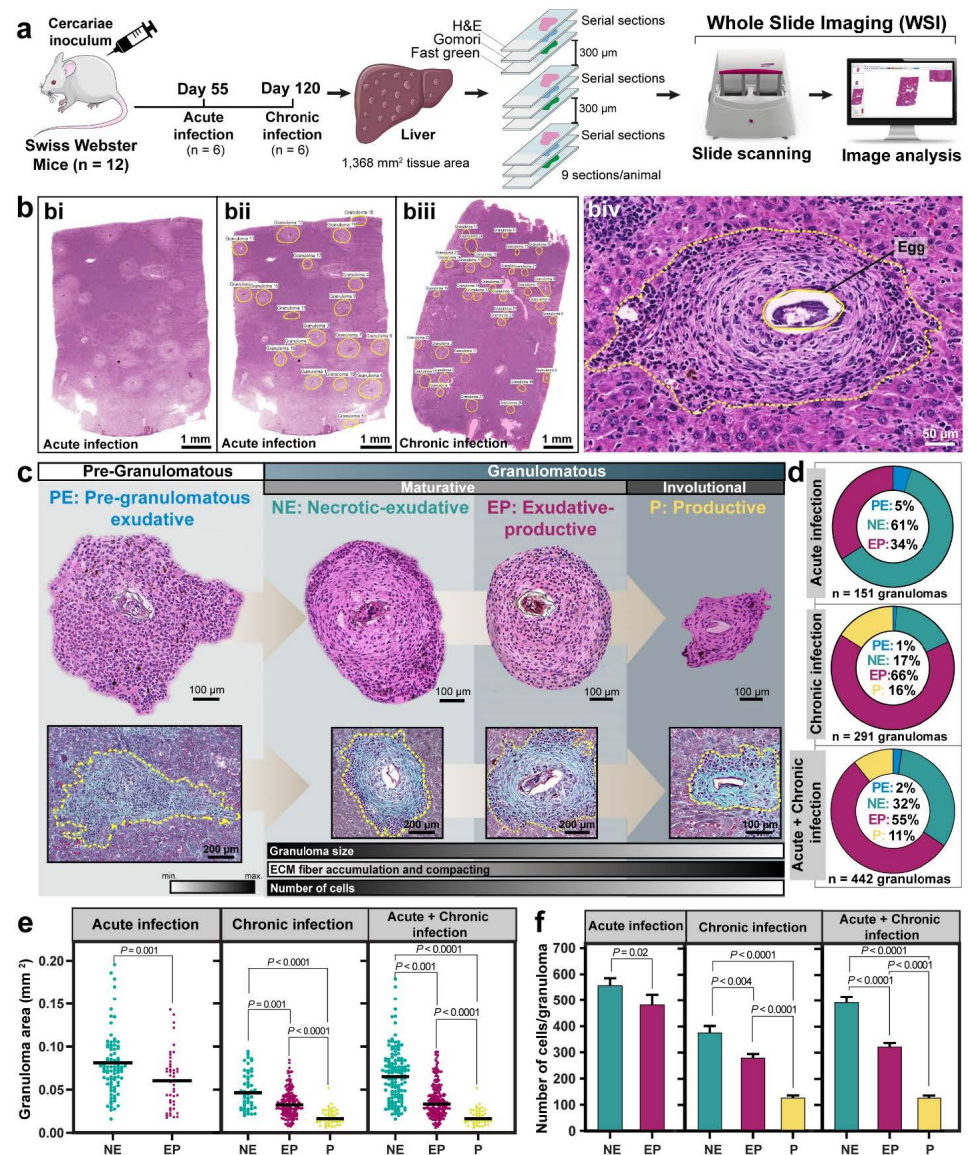 a
Cercariae
inoculum
Swiss Webster
Mice (n = 12)
Day 55
Acute
infection
(n = 6)
Day 120
Chronic
infection
(n = 6)
Liver
1,368 mm² tissue area
H&E
Gomori
Fast green
Serial sections
300 µm
Serial sections
300 µm
Serial sections
9 sections/animal
Whole Slide Imaging (WSI)
Slide scanning
Image analysis
b
bi
Acute infection
1 mm
bii
Acute infection
1 mm
biii
Chronic infection
1 mm
biv
Egg
50 µm
c
Pre-Granulomatous
Granulomatous
Maturative
Involutional
PE: Pre-granulomatous
exudative
NE: Necrotic-exudative
EP: Exudative-
productive
P: Productive
100 µm
100 µm
100 µm
100 µm
200 µm
200 µm
200 µm
100 µm
min.
max.
Granuloma size
ECM fiber accumulation and compacting
Number of cells
d
Acute infection
PE: 5%
NE: 61%
EP: 34%
n = 151 granulomas
Chronic infection
PE: 1%
NE: 17%
EP: 66%
P: 16%
n = 291 granulomas
Acute + Chronic
infection
PE: 2%
NE: 32%
EP: 55%
P: 11%
n = 442 granulomas
e
Acute infection
Chronic infection
Acute + Chronic
infection
Granuloma area (mm ²)
0.20
0.15
0.10
0.05
0.00
P = 0.001
P < 0.0001
P = 0.001
P < 0.0001
P < 0.0001
P < 0.001
P < 0.0001
NE EP
NE EP P
NE EP P
f
Acute infection
Chronic infection
Acute + Chronic
infection
Number of cells/granuloma
700
600
500
400
300
200
100
0
P = 0.02
P < 0.0001
P < 0.004
P < 0.0001
P < 0.0001
P < 0.0001
P < 0.0001
NE EP
NE EP P
NE EP P